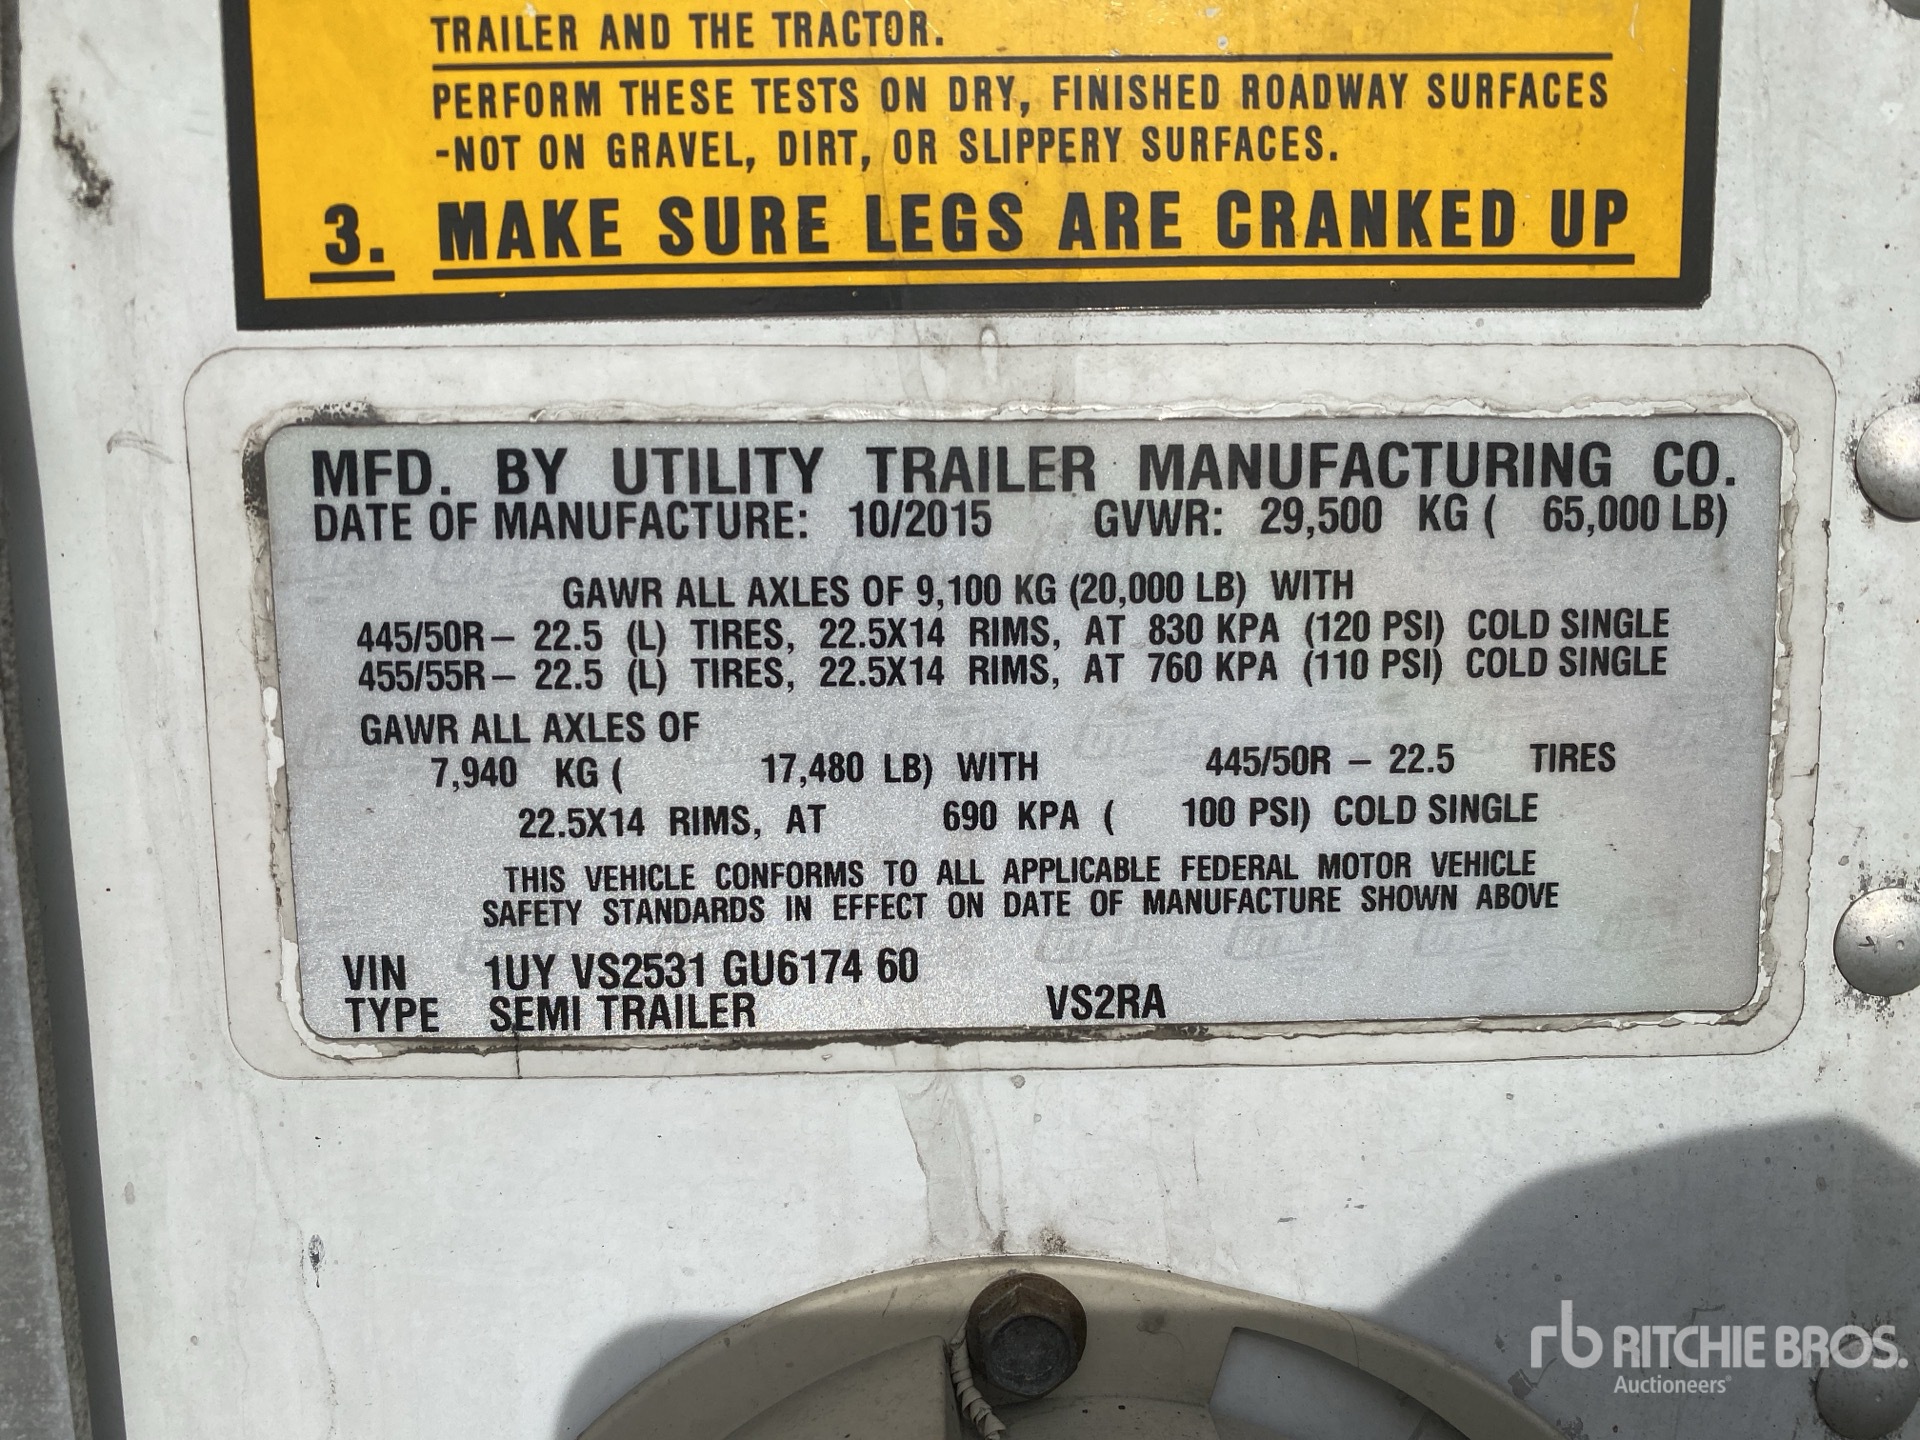 TRAILER AND THE TRACTOR.
PERFORM THESE TESTS ON DRY, FINISHED ROADWAY SURFACES
-NOT ON GRAVEL, DIRT, OR SLIPPERY SURFACES.
3. MAKE SURE LEGS ARE CRANKED UP
MFD. BY UTILITY TRAILER MANUFACTURING CO.
DATE OF MANUFACTURE: 10/2015 GVWR: 29,500 KG ( 65,000 LB)
GAWR ALL AXLES OF 9,100 KG (20,000 LB) WITH
445/50R – 22.5 (L) TIRES, 22.5X14 RIMS, AT 830 KPA (120 PSI) COLD SINGLE
455/55R – 22.5 (L) TIRES, 22.5X14 RIMS, AT 760 KPA (110 PSI) COLD SINGLE
GAWR ALL AXLES OF
7,940 KG ( 17,480 LB) WITH 445/50R – 22.5 TIRES
22.5X14 RIMS, AT 690 KPA ( 100 PSI) COLD SINGLE
THIS VEHICLE CONFORMS TO ALL APPLICABLE FEDERAL MOTOR VEHICLE
SAFETY STANDARDS IN EFFECT ON DATE OF MANUFACTURE SHOWN ABOVE
VIN 1UY VS2531 GU6174 60
TYPE SEMI TRAILER VS2RA
rb RITCHIE BROS.
Auctioneers